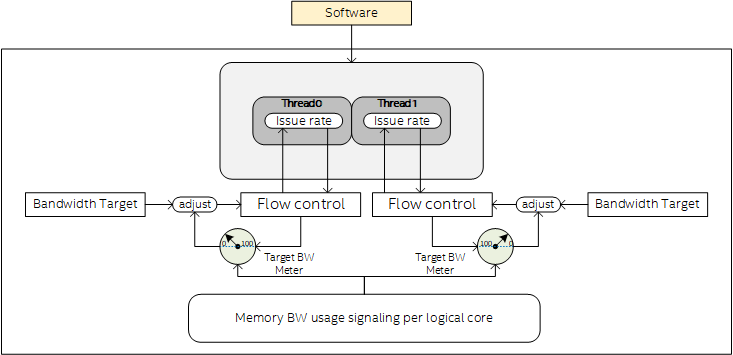 Software
Thread0
Thread1
Issue rate
Issue rate
Bandwidth Target
adjust
Flow control
Flow control
adjust
Bandwidth Target
0
100
100
0
Target BW
Meter
Target BW
Meter
Memory BW usage signaling per logical core